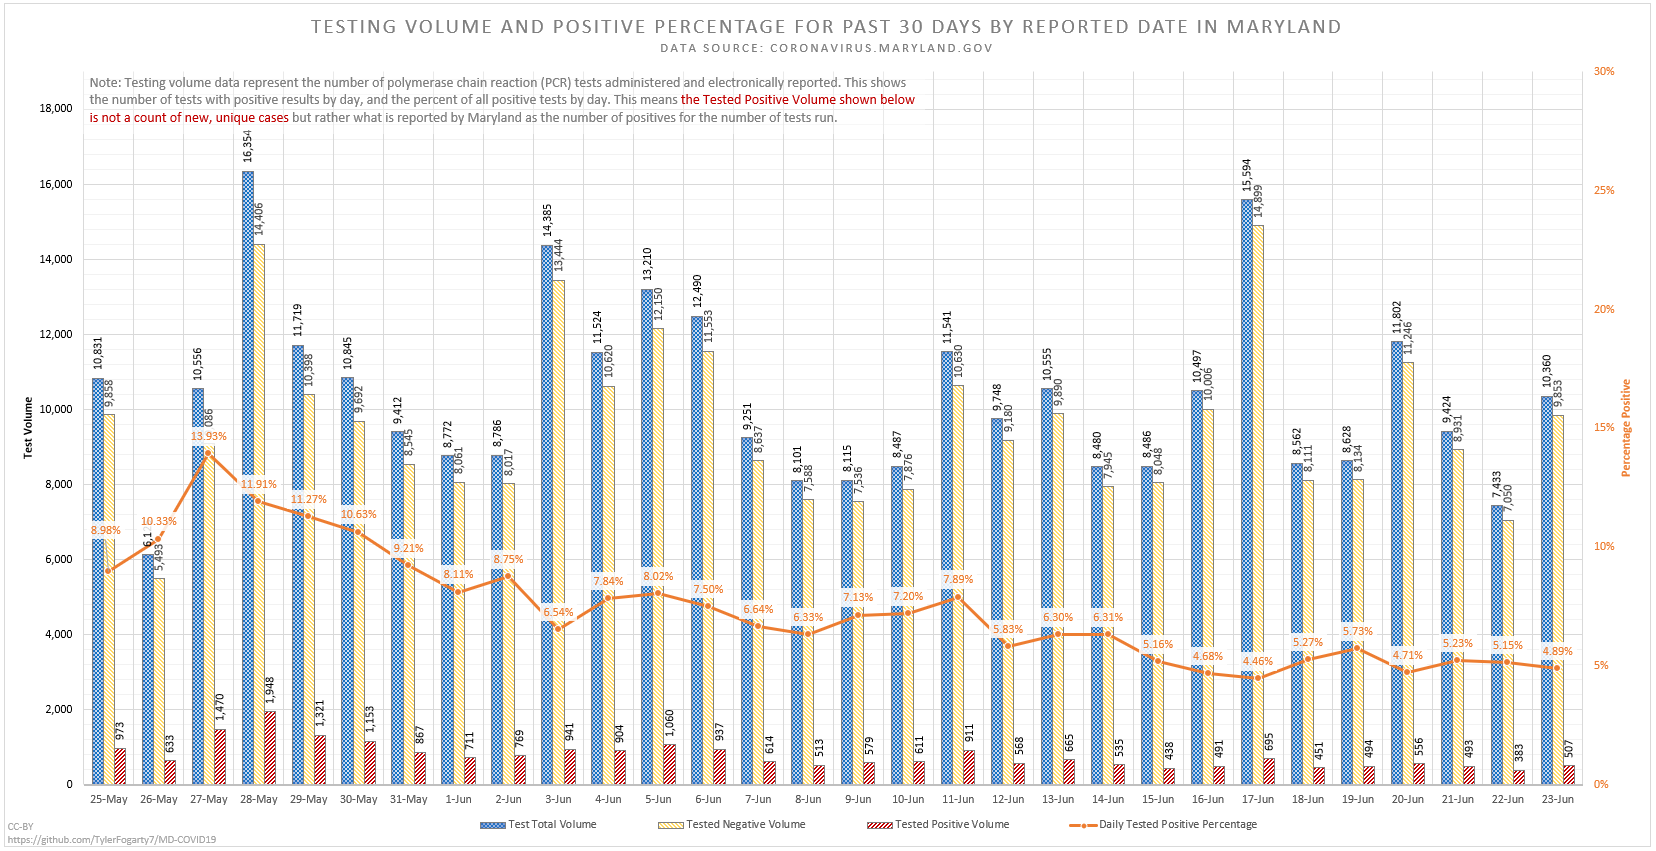 TESTING VOLUME AND POSITIVE PERCENTAGE FOR PAST 30 DAYS BY REPORTED DATE IN MARYLAND
DATA SOURCE: CORONAVIRUS.MARYLAND.GOV
Note: Testing volume data represent the number of polymerase chain reaction (PCR) tests administered and electronically reported. This shows
the number of tests with positive results by day, and the percent of all positive tests by day. This means the Tested Positive Volume shown below
is not a count of new, unique cases but rather what is reported by Maryland as the number of positives for the number of tests run.
Test Volume
18,000
16,000
14,000
12,000
10,000
8,000
6,000
4,000
2,000
0
Percentage Positive
30%
25%
20%
15%
10%
5%
0%
10,831 9,858 8.98% 973
5,493 10.33% 633
10,556 13.93% 1,470
16,354 14,406 11.91% 1,948
11,719 10,398 11.27% 1,321
10,845 9,692 10.63% 1,153
9,412 8,545 9.21% 867
8,772 8,061 8.11% 711
8,786 8,017 8.75% 769
14,385 13,444 6.54% 941
11,524 10,620 7.84% 904
13,210 12,150 8.02% 1,060
12,490 11,553 7.50% 937
9,251 8,637 6.64% 614
8,101 7,588 6.33% 513
8,115 7,536 7.13% 579
8,487 7,876 7.20% 611
11,541 10,630 7.89% 911
9,748 9,180 5.83% 568
10,555 9,890 6.30% 665
8,480 7,945 6.31% 535
8,486 8,048 5.16% 438
10,497 10,006 4.68% 491
15,594 14,899 4.46% 695
8,562 8,111 5.27% 451
8,628 8,134 5.73% 494
11,802 11,246 4.71% 556
9,424 8,931 5.23% 493
7,433 7,050 5.15% 383
10,360 9,853 4.89% 507
25-May 26-May 27-May 28-May 29-May 30-May 31-May 1-Jun 2-Jun 3-Jun 4-Jun 5-Jun 6-Jun 7-Jun 8-Jun 9-Jun 10-Jun 11-Jun 12-Jun 13-Jun 14-Jun 15-Jun 16-Jun 17-Jun 18-Jun 19-Jun 20-Jun 21-Jun 22-Jun 23-Jun
Test Total Volume Tested Negative Volume Tested Positive Volume Daily Tested Positive Percentage
CC-BY
https://github.com/TylerFogarty7/MD-COVID19